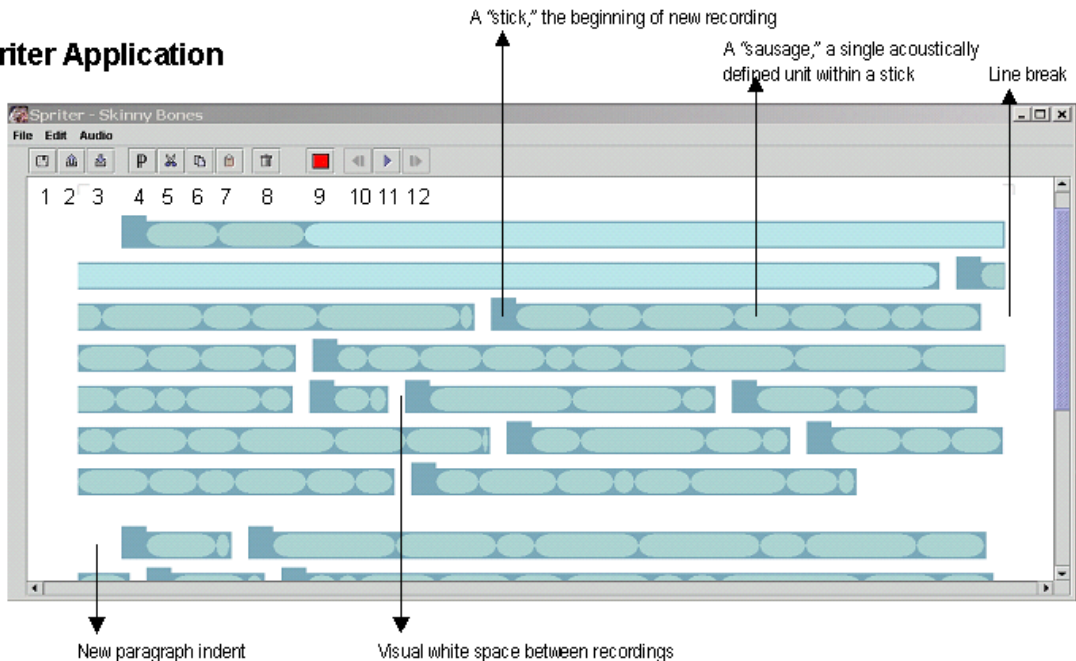 A "stick," the beginning of new recording
riter Application
A "sausage," a single acoustically
defined unit within a stick
Line break
Spriter - Skinny Bones
File Edit Audio
P
1 2 3 4 5 6 7 8 9 10 11 12
New paragraph indent
Visual white space between recordings